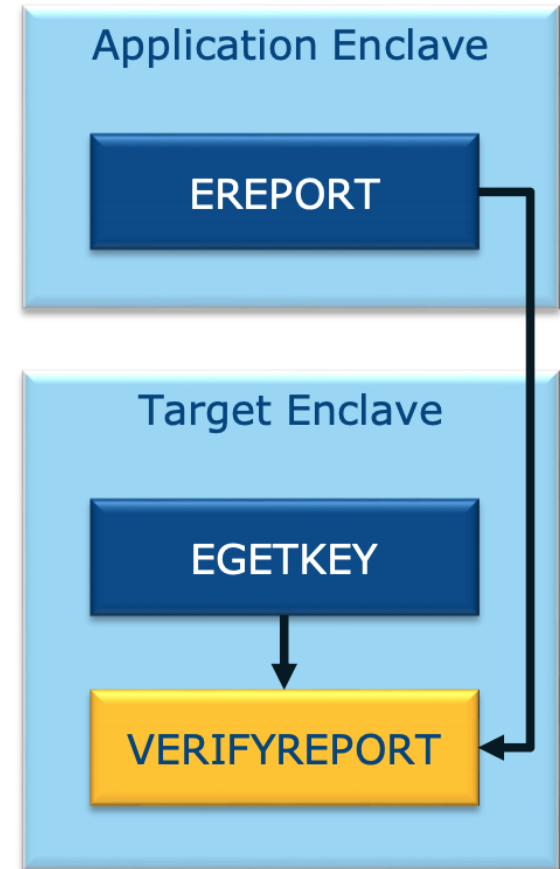 Application Enclave
EREPORT
Target Enclave
EGETKEY
VERIFYREPORT